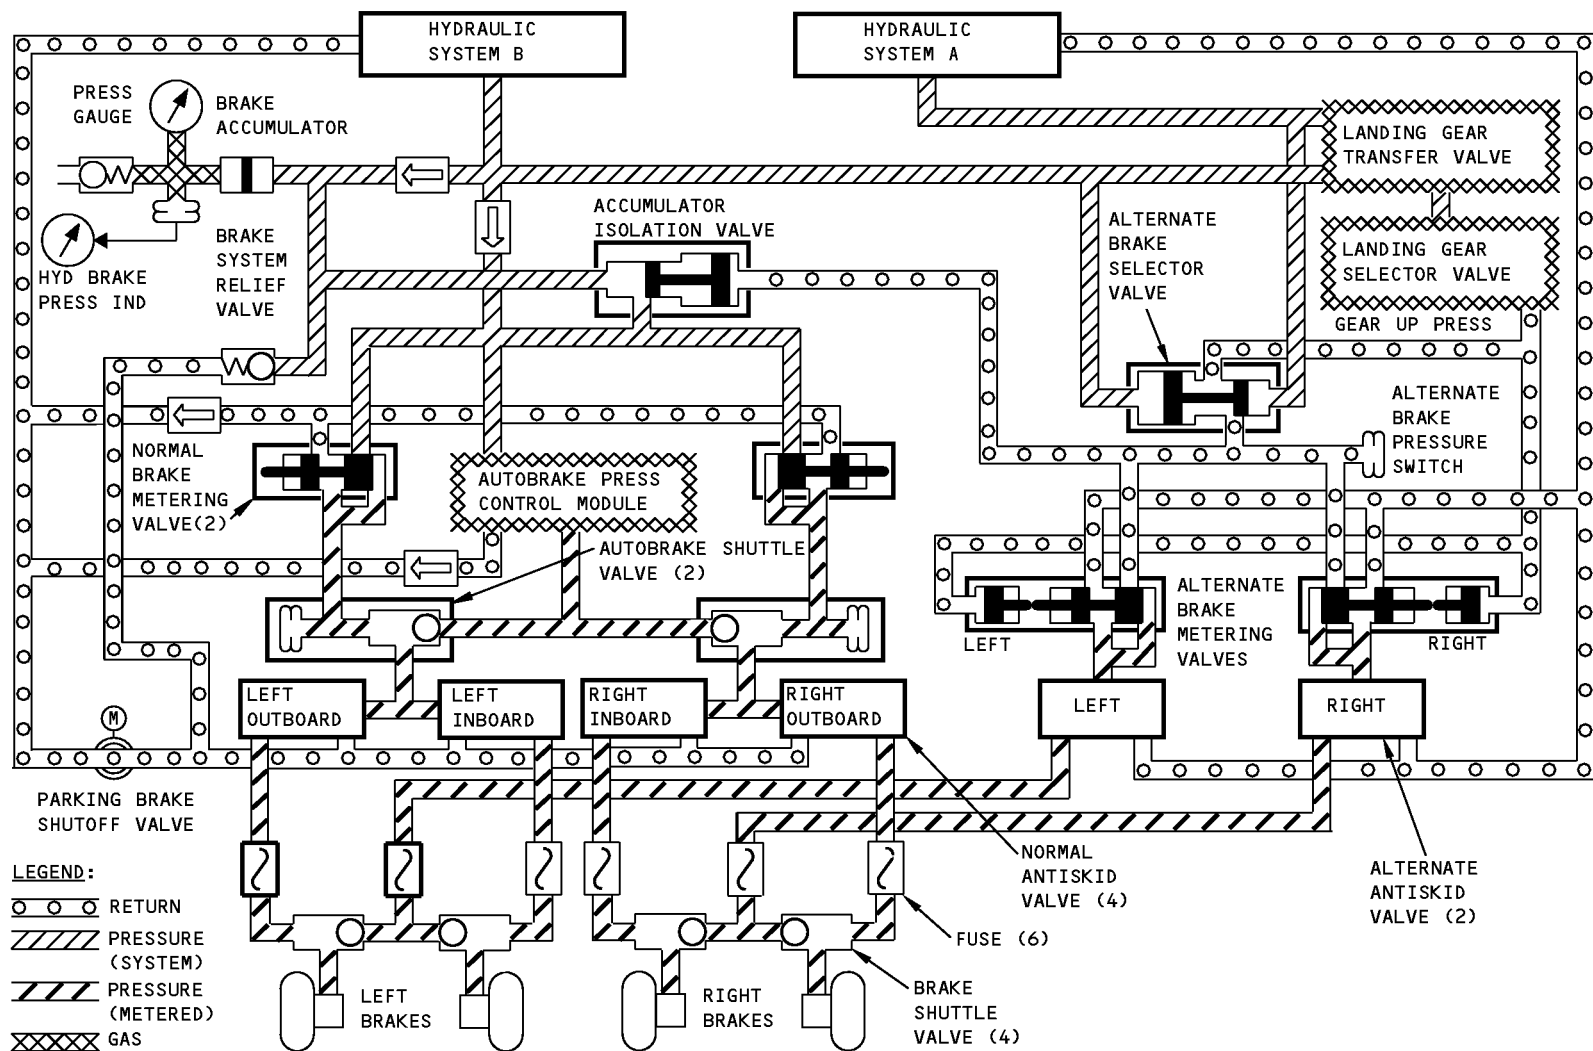 HYDRAULIC
SYSTEM B
HYDRAULIC
SYSTEM A
PRESS
GAUGE
BRAKE
ACCUMULATOR
LANDING GEAR
TRANSFER VALVE
ACCUMULATOR
ISOLATION VALVE
ALTERNATE
BRAKE
SELECTOR
VALVE
LANDING GEAR
SELECTOR VALVE
BRAKE
SYSTEM
RELIEF
VALVE
HYD BRAKE
PRESS IND
GEAR UP PRESS
ALTERNATE
BRAKE
PRESSURE
SWITCH
NORMAL
BRAKE
METERING
VALVE(2)
AUTOBRAKE PRESS
CONTROL MODULE
AUTOBRAKE SHUTTLE
VALVE (2)
ALTERNATE
BRAKE
METERING
VALVES
LEFT
RIGHT
LEFT
OUTBOARD
LEFT
INBOARD
RIGHT
INBOARD
RIGHT
OUTBOARD
LEFT
RIGHT
M
PARKING BRAKE
SHUTOFF VALVE
NORMAL
ANTISKID
VALVE (4)
ALTERNATE
ANTISKID
VALVE (2)
FUSE (6)
LEGEND:
RETURN
PRESSURE
(SYSTEM)
PRESSURE
(METERED)
GAS
LEFT
BRAKES
RIGHT
BRAKES
BRAKE
SHUTTLE
VALVE (4)